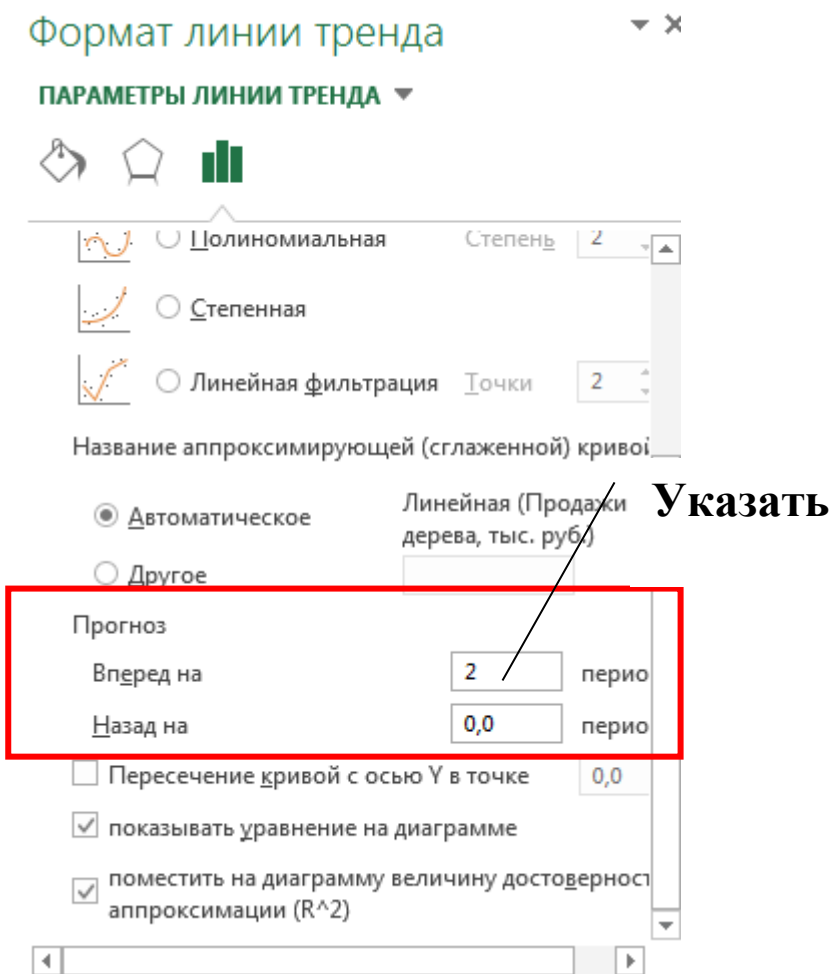 Формат линии тренда
ПАРАМЕТРЫ ЛИНИИ ТРЕНДА
Полиномиальная Степень 2
Степенная
Линейная фильтрация Точки 2
Название аппроксимирующей (сглаженной) кривой
Автоматическое Линейная (Продажи
дерева, тыс. руб.)
Указать
Другое
Прогноз
Вперед на 2 перио
Назад на 0,0 перио
Пересечение кривой с осью Y в точке 0,0
показывать уравнение на диаграмме
поместить на диаграмму величину достоверност
аппроксимации (R^2)